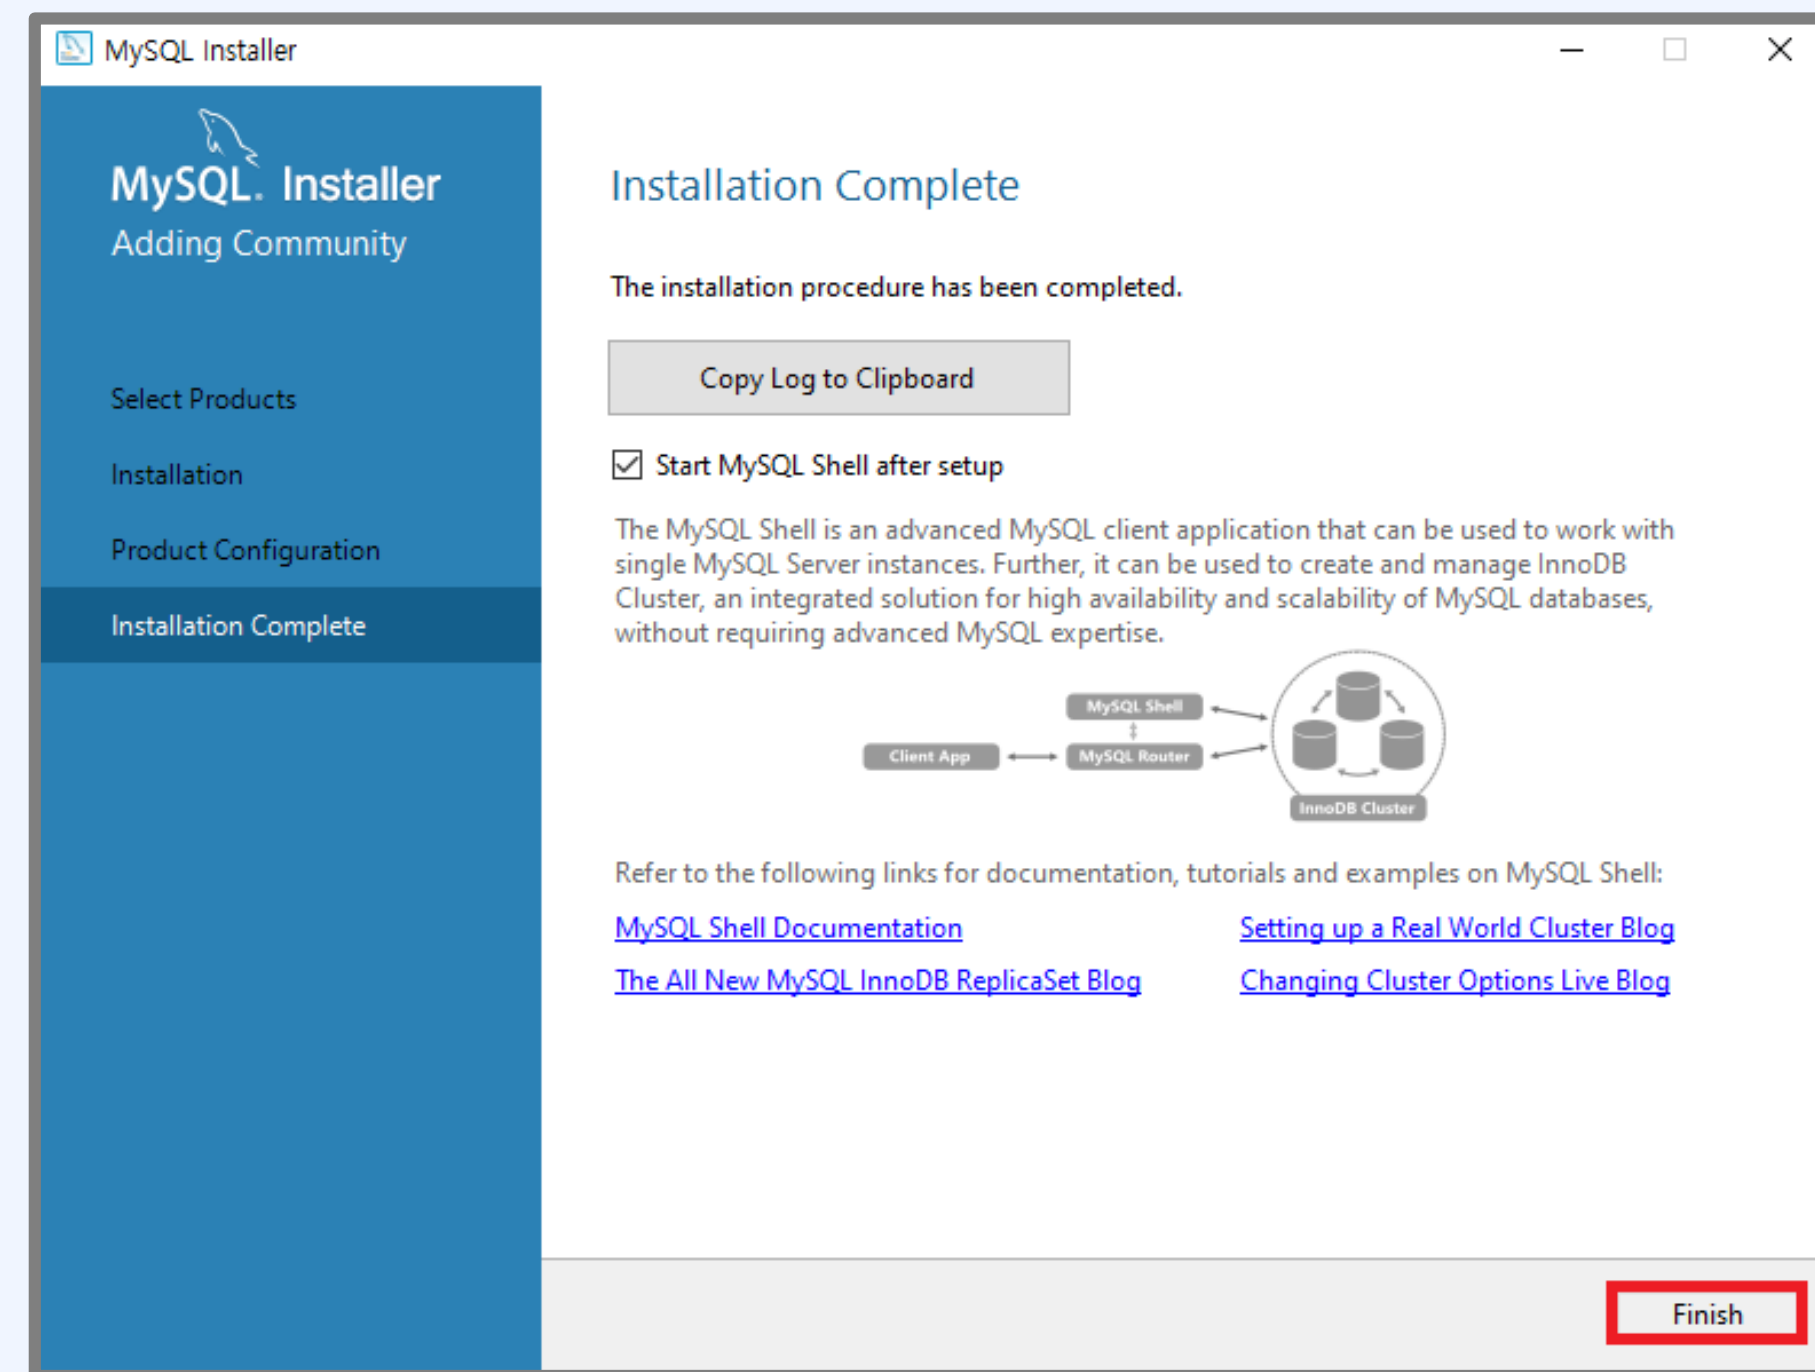 MySQL Installer
MySQL. Installer
Adding Community
Select Products
Installation
Product Configuration
Installation Complete
Installation Complete
The installation procedure has been completed.
Copy Log to Clipboard
Start MySQL Shell after setup
The MySQL Shell is an advanced MySQL client application that can be used to work with
single MySQL Server instances. Further, it can be used to create and manage InnoDB
Cluster, an integrated solution for high availability and scalability of MySQL databases,
without requiring advanced MySQL expertise.
MySQL Shell
Client App
MySQL Router
InnoDB Cluster
Refer to the following links for documentation, tutorials and examples on MySQL Shell:
MySQL Shell Documentation
Setting up a Real World Cluster Blog
The All New MySQL InnoDB ReplicaSet Blog
Changing Cluster Options Live Blog
Finish